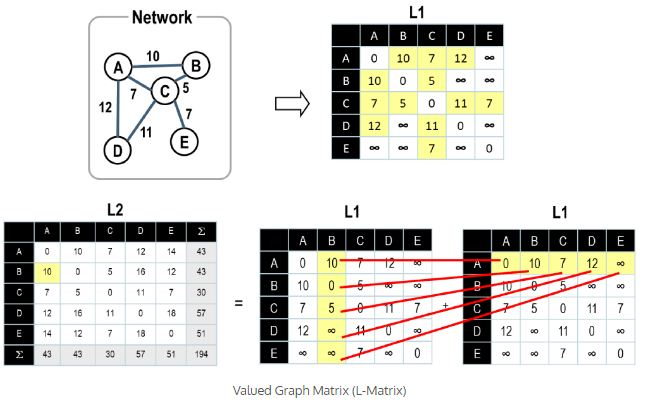 Network
A 10 B
7 C 5
12 11 7
D E
L1
A B C D E
A 0 10 7 12 ∞
B 10 0 5 ∞ ∞
C 7 5 0 11 7
D 12 ∞ 11 0 ∞
E ∞ ∞ 7 ∞ 0
L2
A B C D E Σ
A 0 10 7 12 14 43
B 10 0 5 16 12 43
C 7 5 0 11 7 30
D 12 16 11 0 18 57
E 14 12 7 18 0 51
Σ 43 43 30 57 51 194
=
L1
A B C D E
A 0 10 7 12 ∞
B 10 0 5 ∞ ∞
C 7 5 0 11 7
D 12 ∞ 11 0 ∞
E ∞ ∞ 7 ∞ 0
+
L1
A B C D E
A 0 10 7 12 ∞
B 10 0 5 ∞ ∞
C 7 5 0 11 7
D 12 ∞ 11 0 ∞
E ∞ ∞ 7 ∞ 0
Valued Graph Matrix (L-Matrix)